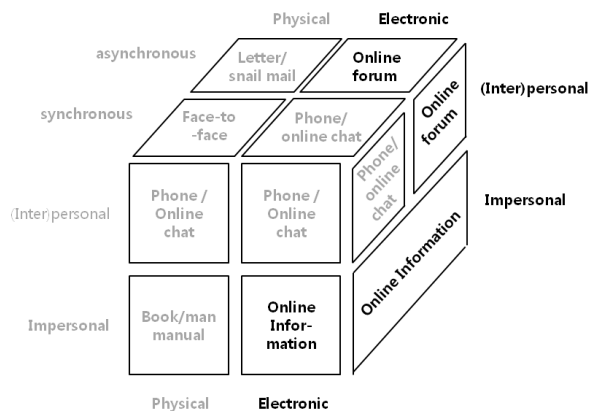 Physical
Electronic
asynchronous
Letter/
snail mail
Online
forum
synchronous
Face-to
-face
Phone/
online chat
Online
forum
(Inter)personal
Phone/
online
chat
(Inter)personal
Phone /
Online
chat
Phone /
Online
chat
Impersonal
Online Information
Impersonal
Book/man
manual
Online
Infor-
mation
Physical
Electronic